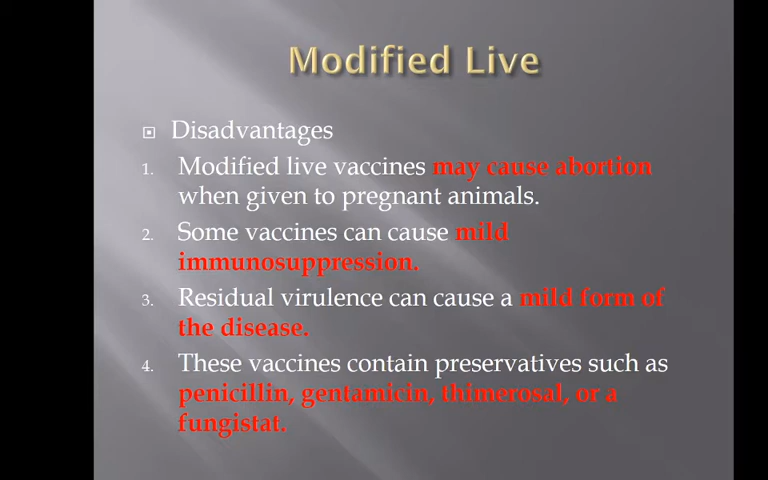 Modified Live
Disadvantages
1. Modified live vaccines may cause abortion
when given to pregnant animals.
2. Some vaccines can cause mild
immunosuppression.
3. Residual virulence can cause a mild form of
the disease.
4. These vaccines contain preservatives such as
penicillin, gentamicin, thimerosal, or a
fungistat.